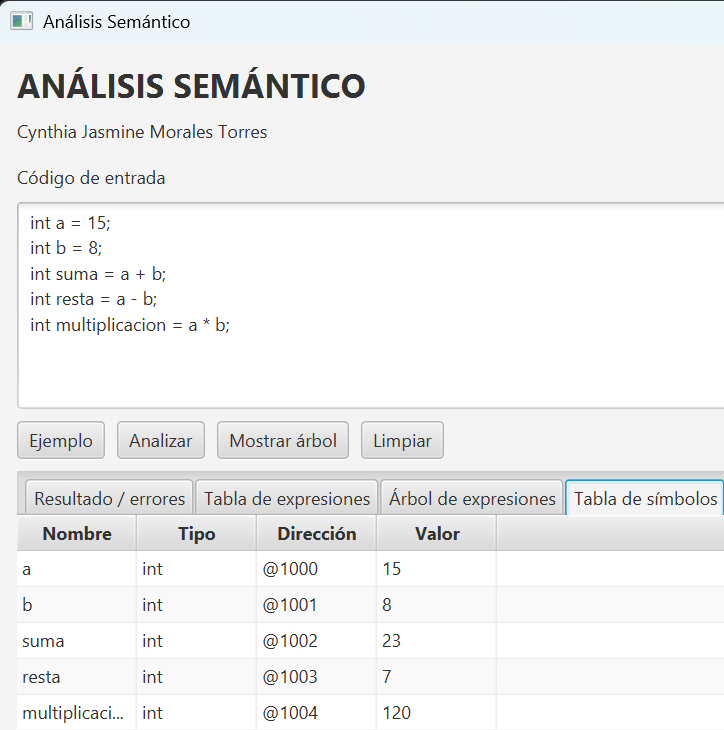 Análisis Semántico
ANÁLISIS SEMÁNTICO
Cynthia Jasmine Morales Torres
Código de entrada
int a = 15;
int b = 8;
int suma = a + b;
int resta = a - b;
int multiplicacion = a * b;
Ejemplo Analizar Mostrar árbol Limpiar
Resultado / errores Tabla de expresiones Árbol de expresiones Tabla de símbolos
Nombre Tipo Dirección Valor
a int @1000 15
b int @1001 8
suma int @1002 23
resta int @1003 7
multiplicaci... int @1004 120